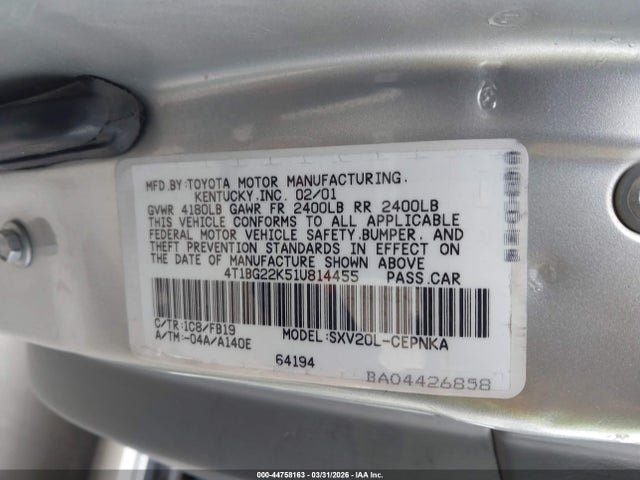 MFD.BY:TOYOTA MOTOR MANUFACTURING.
KENTUCKY.INC. 02/01
GVWR 4180LB GAWR FR 2400LB RR 2400LB
THIS VEHICLE CONFORMS TO ALL APPLICABLE
FEDERAL MOTOR VEHICLE SAFETY.BUMPER. AND
THEFT PREVENTION STANDARDS IN EFFECT ON
THE DATE OF MANUFACTURE SHOWN ABOVE
4T1BG22K51U814455 PASS.CAR
C/TR:1C8/FB19 MODEL:SXV20L-CEPNKA
A/TM:-04A/A140E
64194
BA04426858
000-44758163 - 03/31/2026 - IAA Inc.